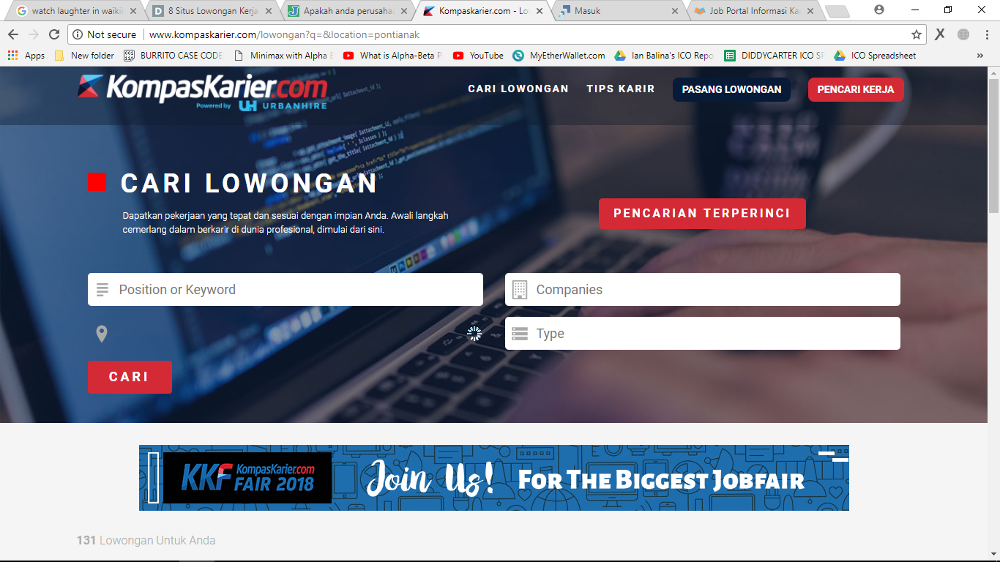 watch laughter in waikik
8 Situs Lowongan Kerja
Apakah anda perusaha
Kompaskarier.com - Lo
Masuk
Job Portal Informasi Ka
Not secure
www.kompaskarier.com/lowongan?q=&location=pontianak
Apps
New folder
BURRITO CASE CODE
Minimax with Alpha
What is Alpha-Beta P
YouTube
MyEtherWallet.com
Ian Balina's ICO Repo
DIDDYCARTER ICO SP
ICO Spreadsheet
KompasKarier.com
Powered by UH URBANHIRE
CARI LOWONGAN
TIPS KARIR
PASANG LOWONGAN
PENCARI KERJA
CARI LOWONGAN
Dapatkan pekerjaan yang tepat dan sesuai dengan impian Anda. Awali langkah
cemerlang dalam berkarir di dunia profesional, dimulai dari sini.
PENCARIAN TERPERINCI
Position or Keyword
Companies
Type
CARI
KKF KompasKarier.com
FAIR 2018
Join Us!
FOR THE BIGGEST JOBFAIR
131 Lowongan Untuk Anda